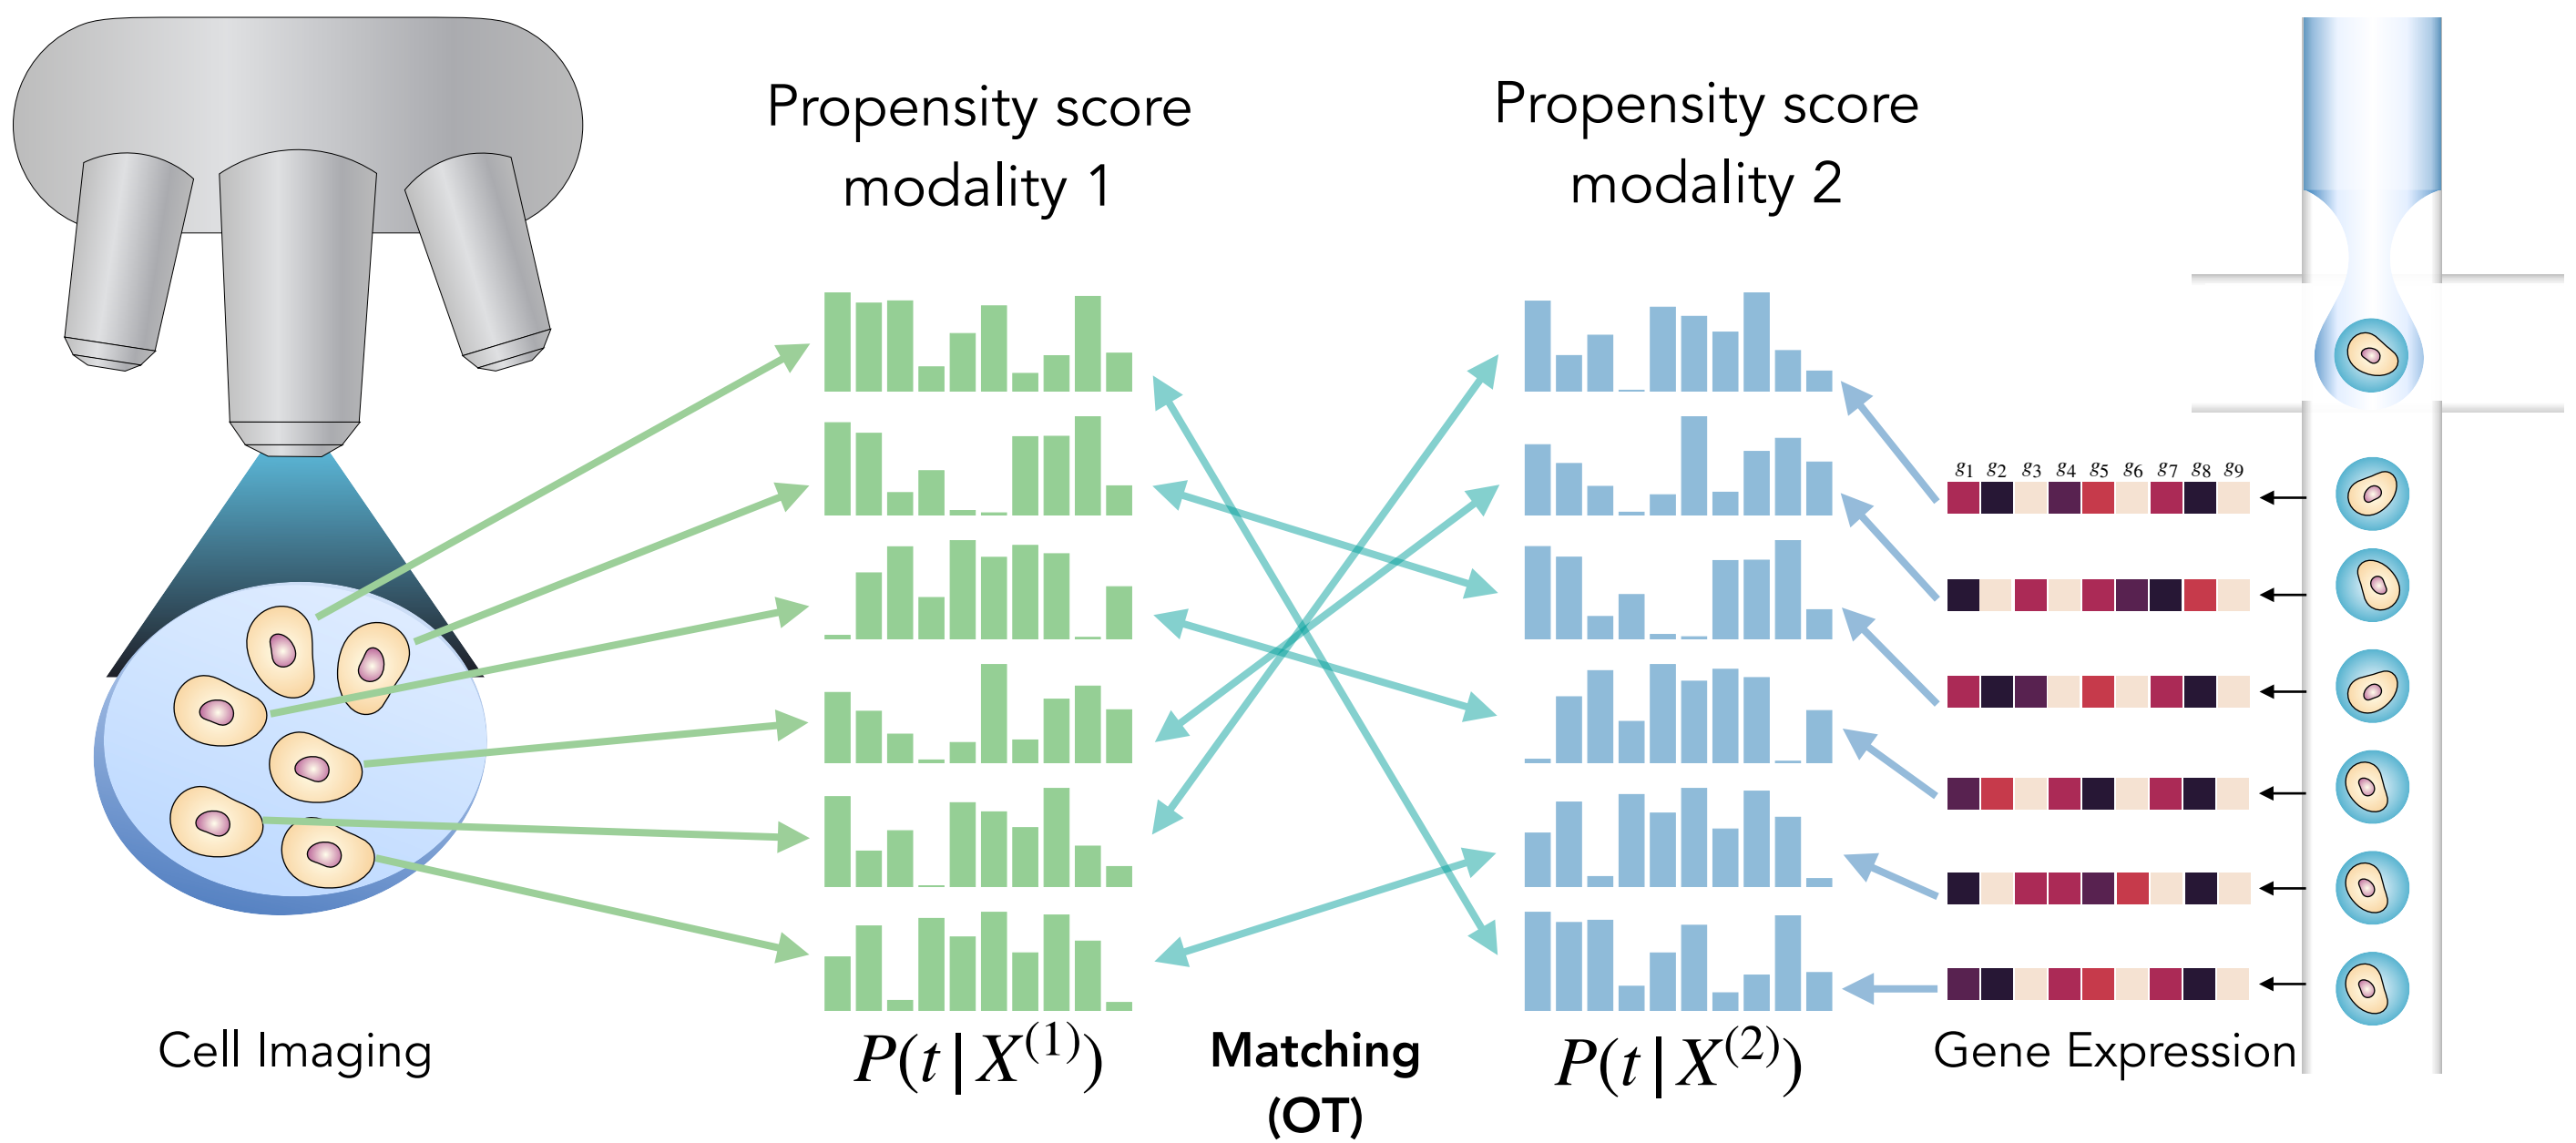 Propensity score
modality 1
Propensity score
modality 2
g1 g2 g3 g4 g5 g6 g7 g8 g9
Cell Imaging
P(t|X^(1))
Matching
(OT)
P(t|X^(2))
Gene Expression